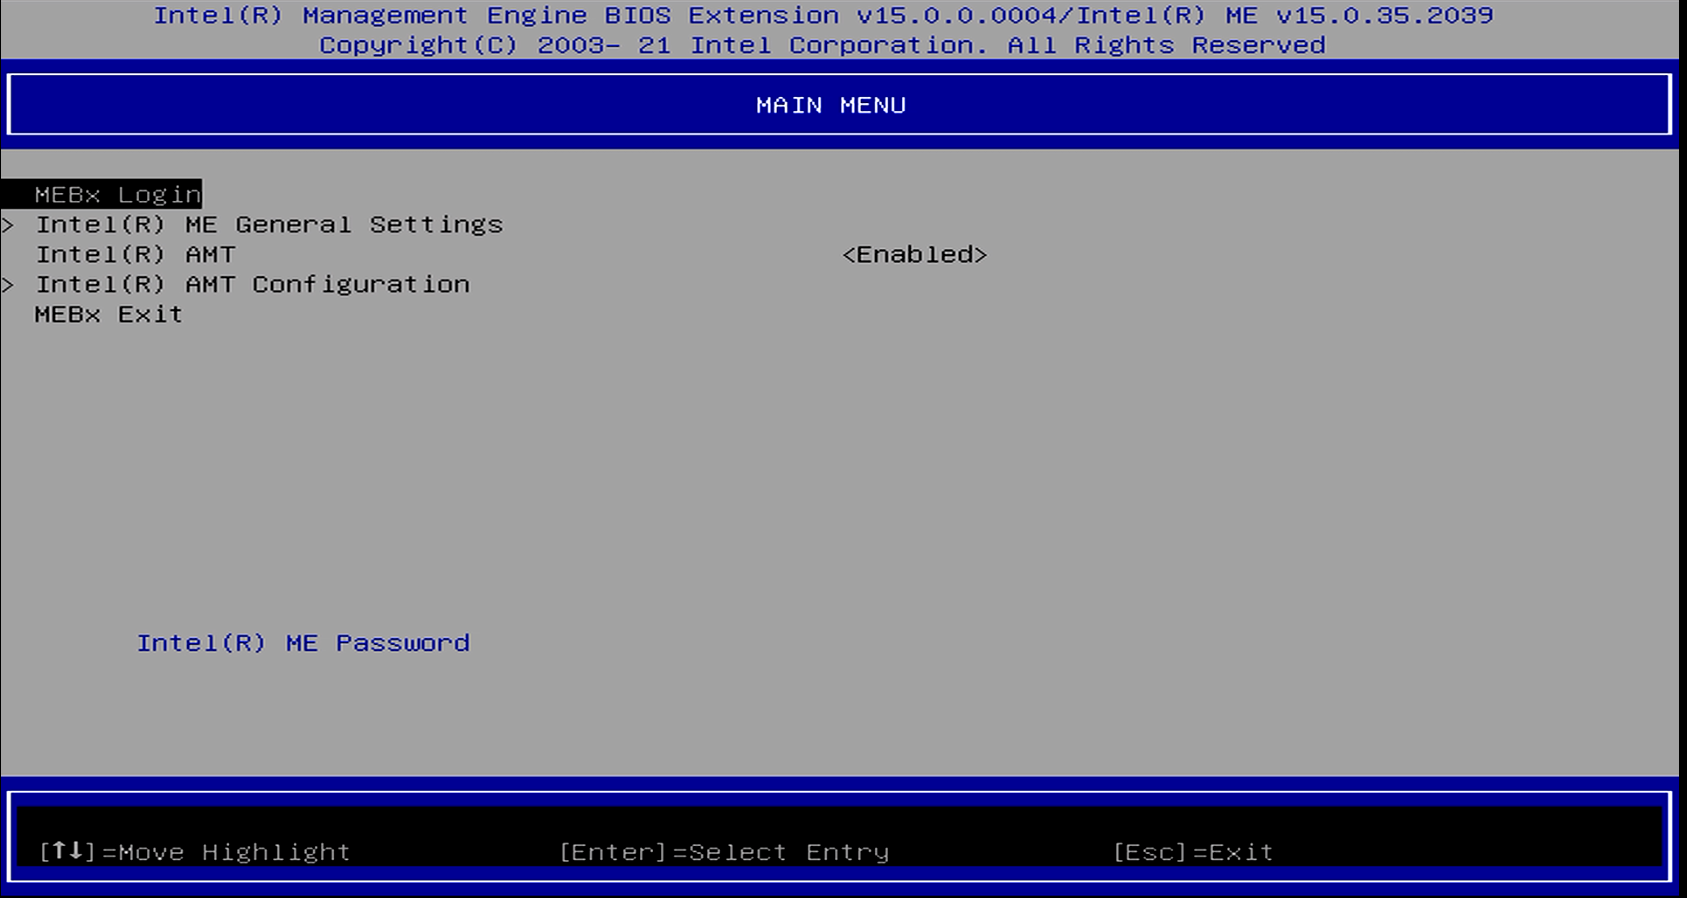 Intel(R) Management Engine BIOS Extension v15.0.0.0004/Intel(R) ME v15.0.35.2039
Copyright(C) 2003- 21 Intel Corporation. All Rights Reserved
MAIN MENU
MEBx Login
> Intel(R) ME General Settings
Intel(R) AMT <Enabled>
> Intel(R) AMT Configuration
MEBx Exit
Intel(R) ME Password
[↑↓]=Move Highlight [Enter]=Select Entry [Esc]=Exit